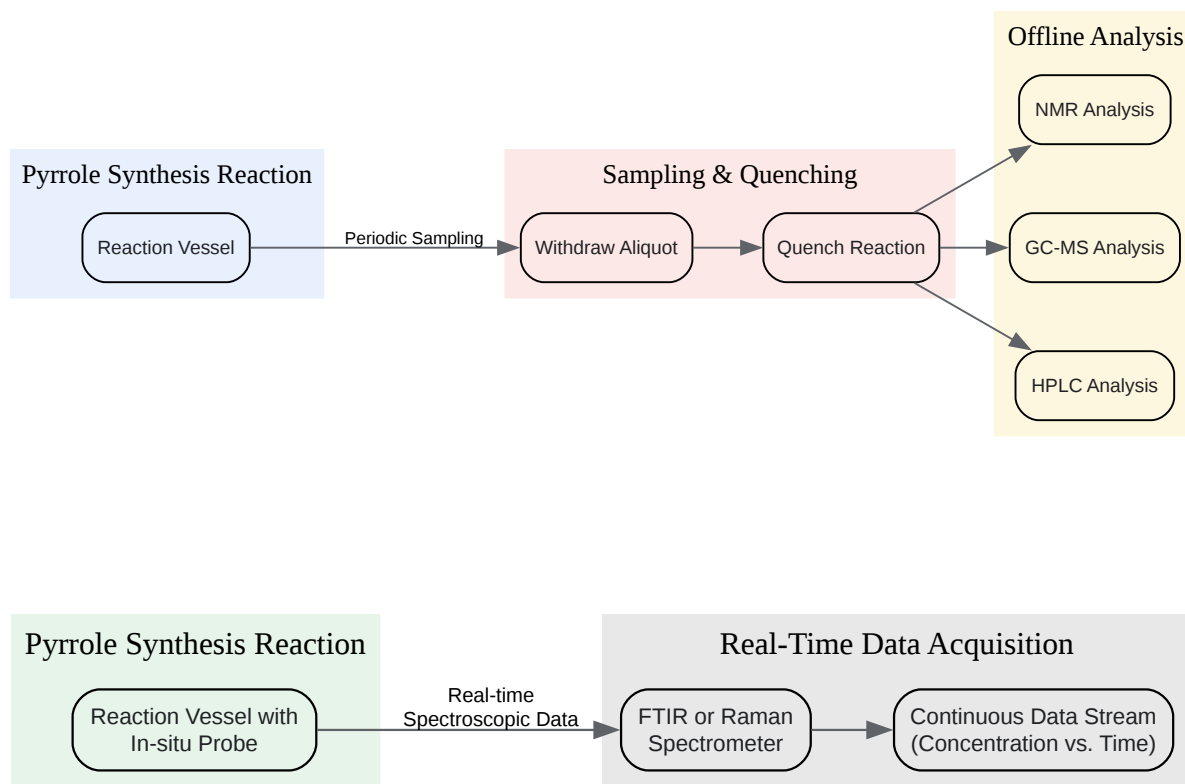 Offline Analysis
NMR Analysis
Pyrrole Synthesis Reaction
Sampling & Quenching
Reaction Vessel
Periodic Sampling
Withdraw Aliquot
Quench Reaction
GC-MS Analysis
HPLC Analysis
Pyrrole Synthesis Reaction
Real-Time Data Acquisition
Reaction Vessel with
In-situ Probe
Real-time
Spectroscopic Data
FTIR or Raman
Spectrometer
Continuous Data Stream
(Concentration vs. Time)